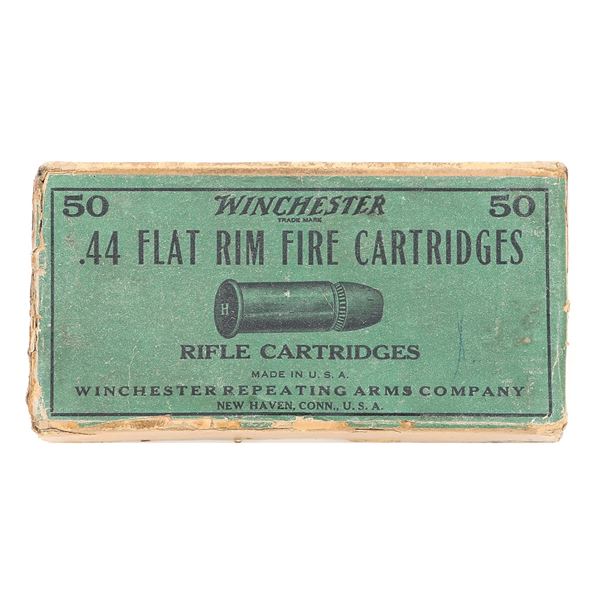 50 WINCHESTER 50
TRADE MARK
.44 FLAT RIM FIRE CARTRIDGES
H
RIFLE CARTRIDGES
MADE IN U.S.A.
WINCHESTER REPEATING ARMS COMPANY
NEW HAVEN, CONN., U.S.A.